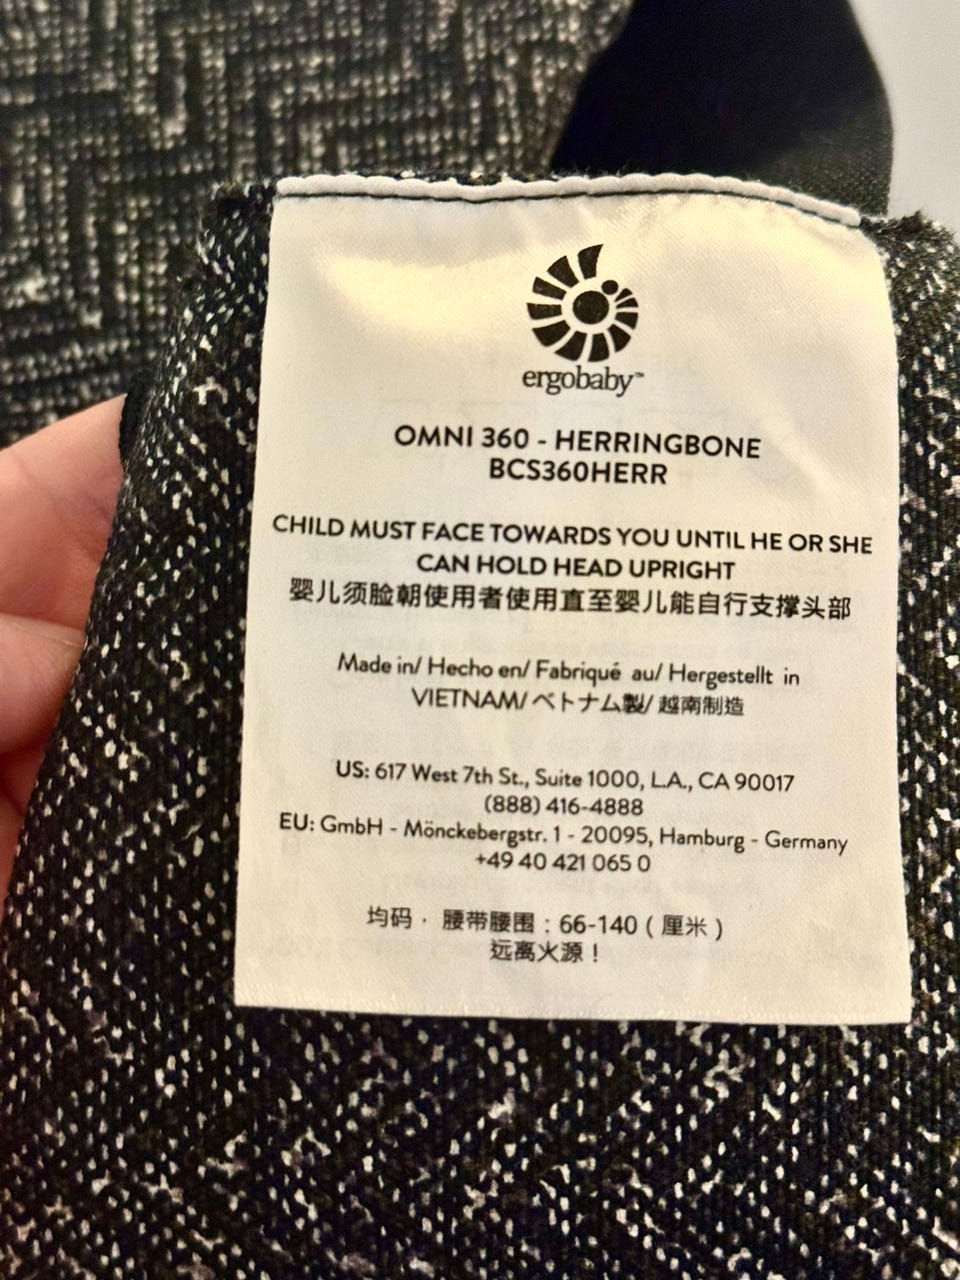 ergobaby™
OMNI 360 - HERRINGBONE
BCS360HERR
CHILD MUST FACE TOWARDS YOU UNTIL HE OR SHE
CAN HOLD HEAD UPRIGHT
婴儿须脸朝使用者使用直至婴儿能自行支撑头部
Made in/ Hecho en/ Fabriqué au/ Hergestellt in
VIETNAM/ ベトナム製/ 越南制造
US: 617 West 7th St., Suite 1000, L.A., CA 90017
(888) 416-4888
EU: GmbH - Mönckebergstr. 1 - 20095, Hamburg - Germany
+49 40 421 065 0
均码 · 腰带腰围 : 66-140 ( 厘米 )
远离火源 !